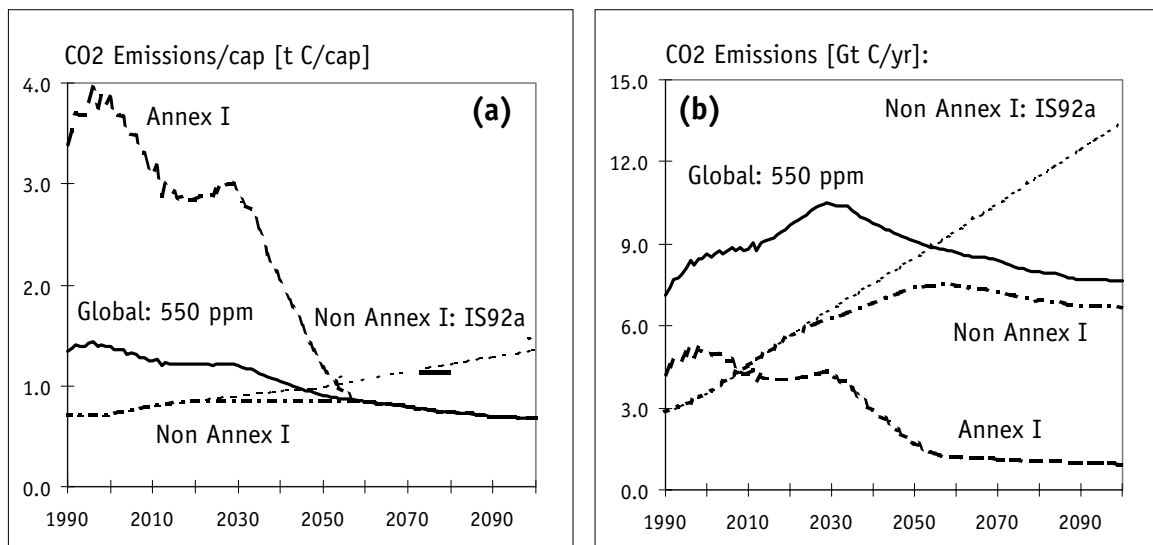 CO2 Emissions/cap [t C/cap]
4.0
Annex I
(a)
3.0
2.0
Global: 550 ppm
Non Annex I: IS92a
1.0
Non Annex I
0.0
1990 2010 2030 2050 2070 2090
CO2 Emissions [Gt C/yr]:
15.0
Non Annex I: IS92a
(b)
12.0
Global: 550 ppm
9.0
6.0
Non Annex I
3.0
Annex I
0.0
1990 2010 2030 2050 2070 2090